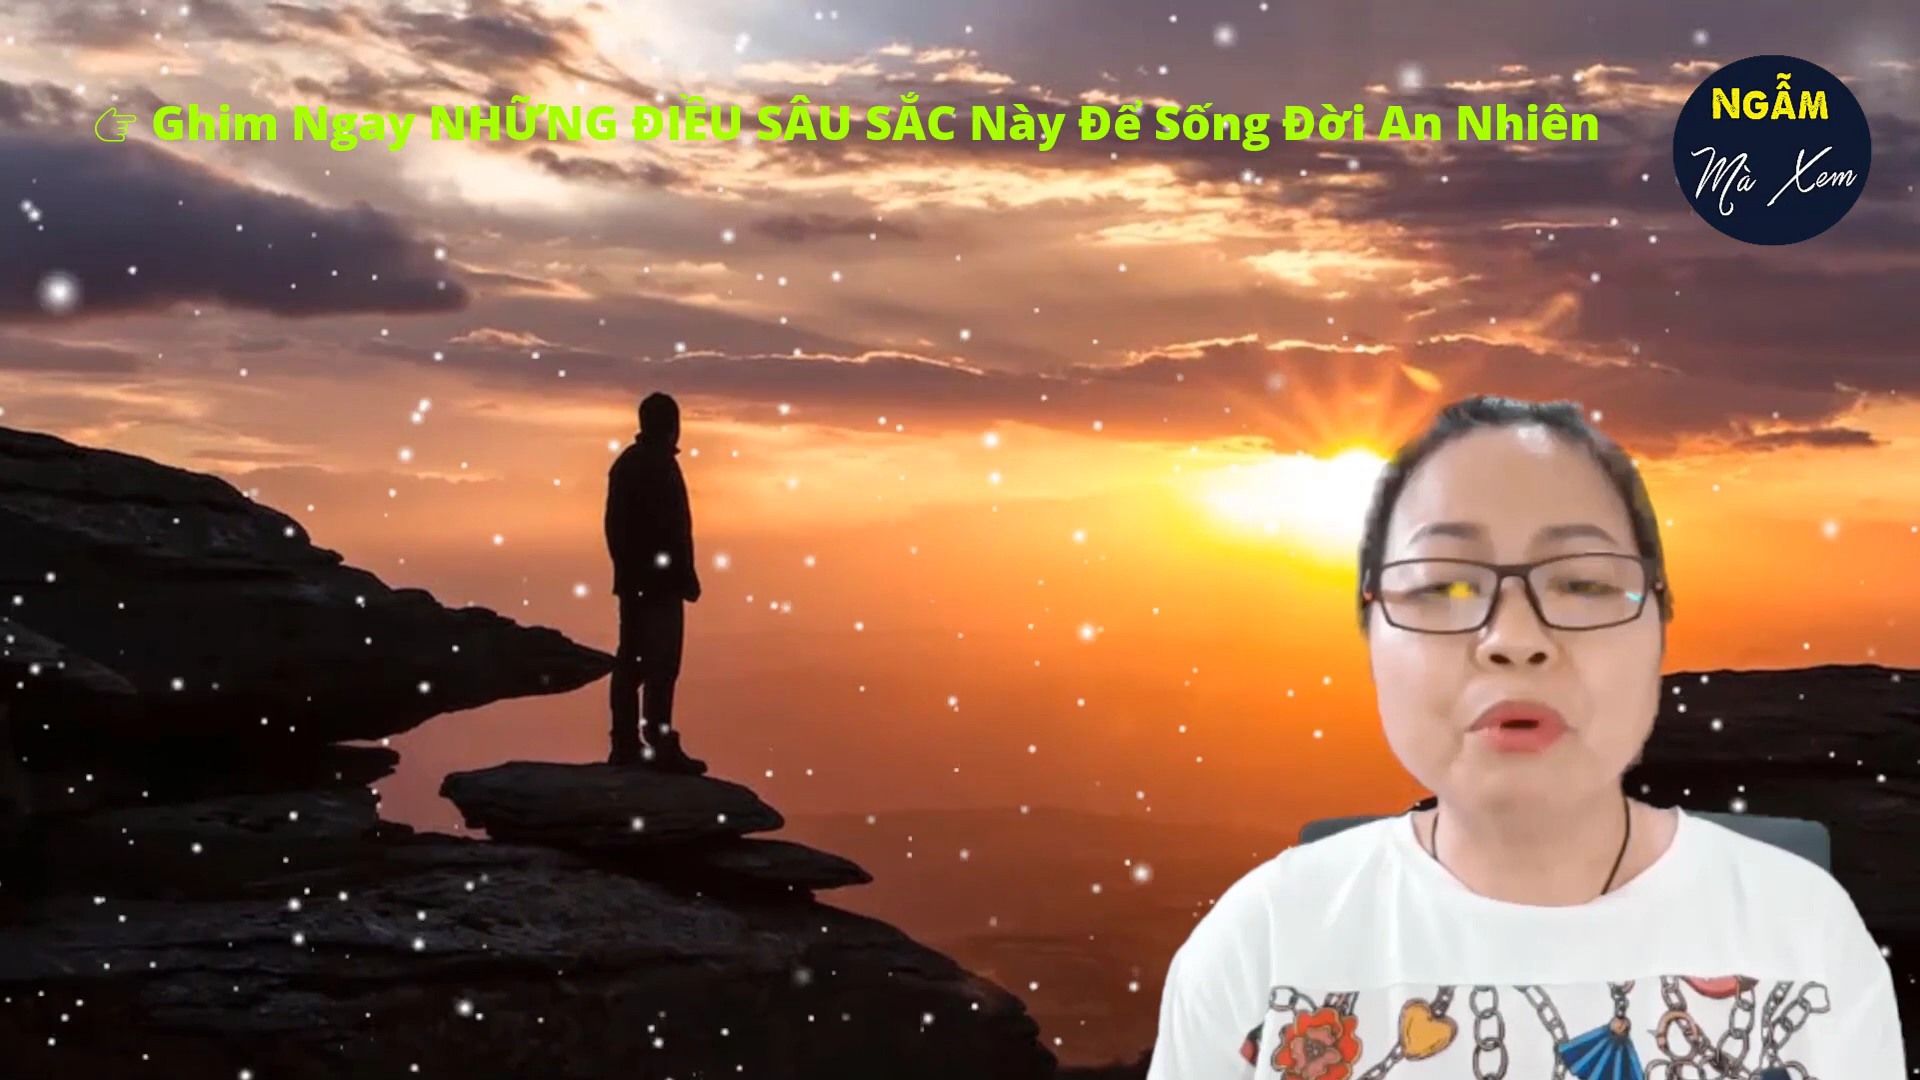 👉 Ghim Ngay NHỮNG ĐIỀU SÂU SẮC Này Để Sống Đời An Nhiên
NGẪM
Mà Xem